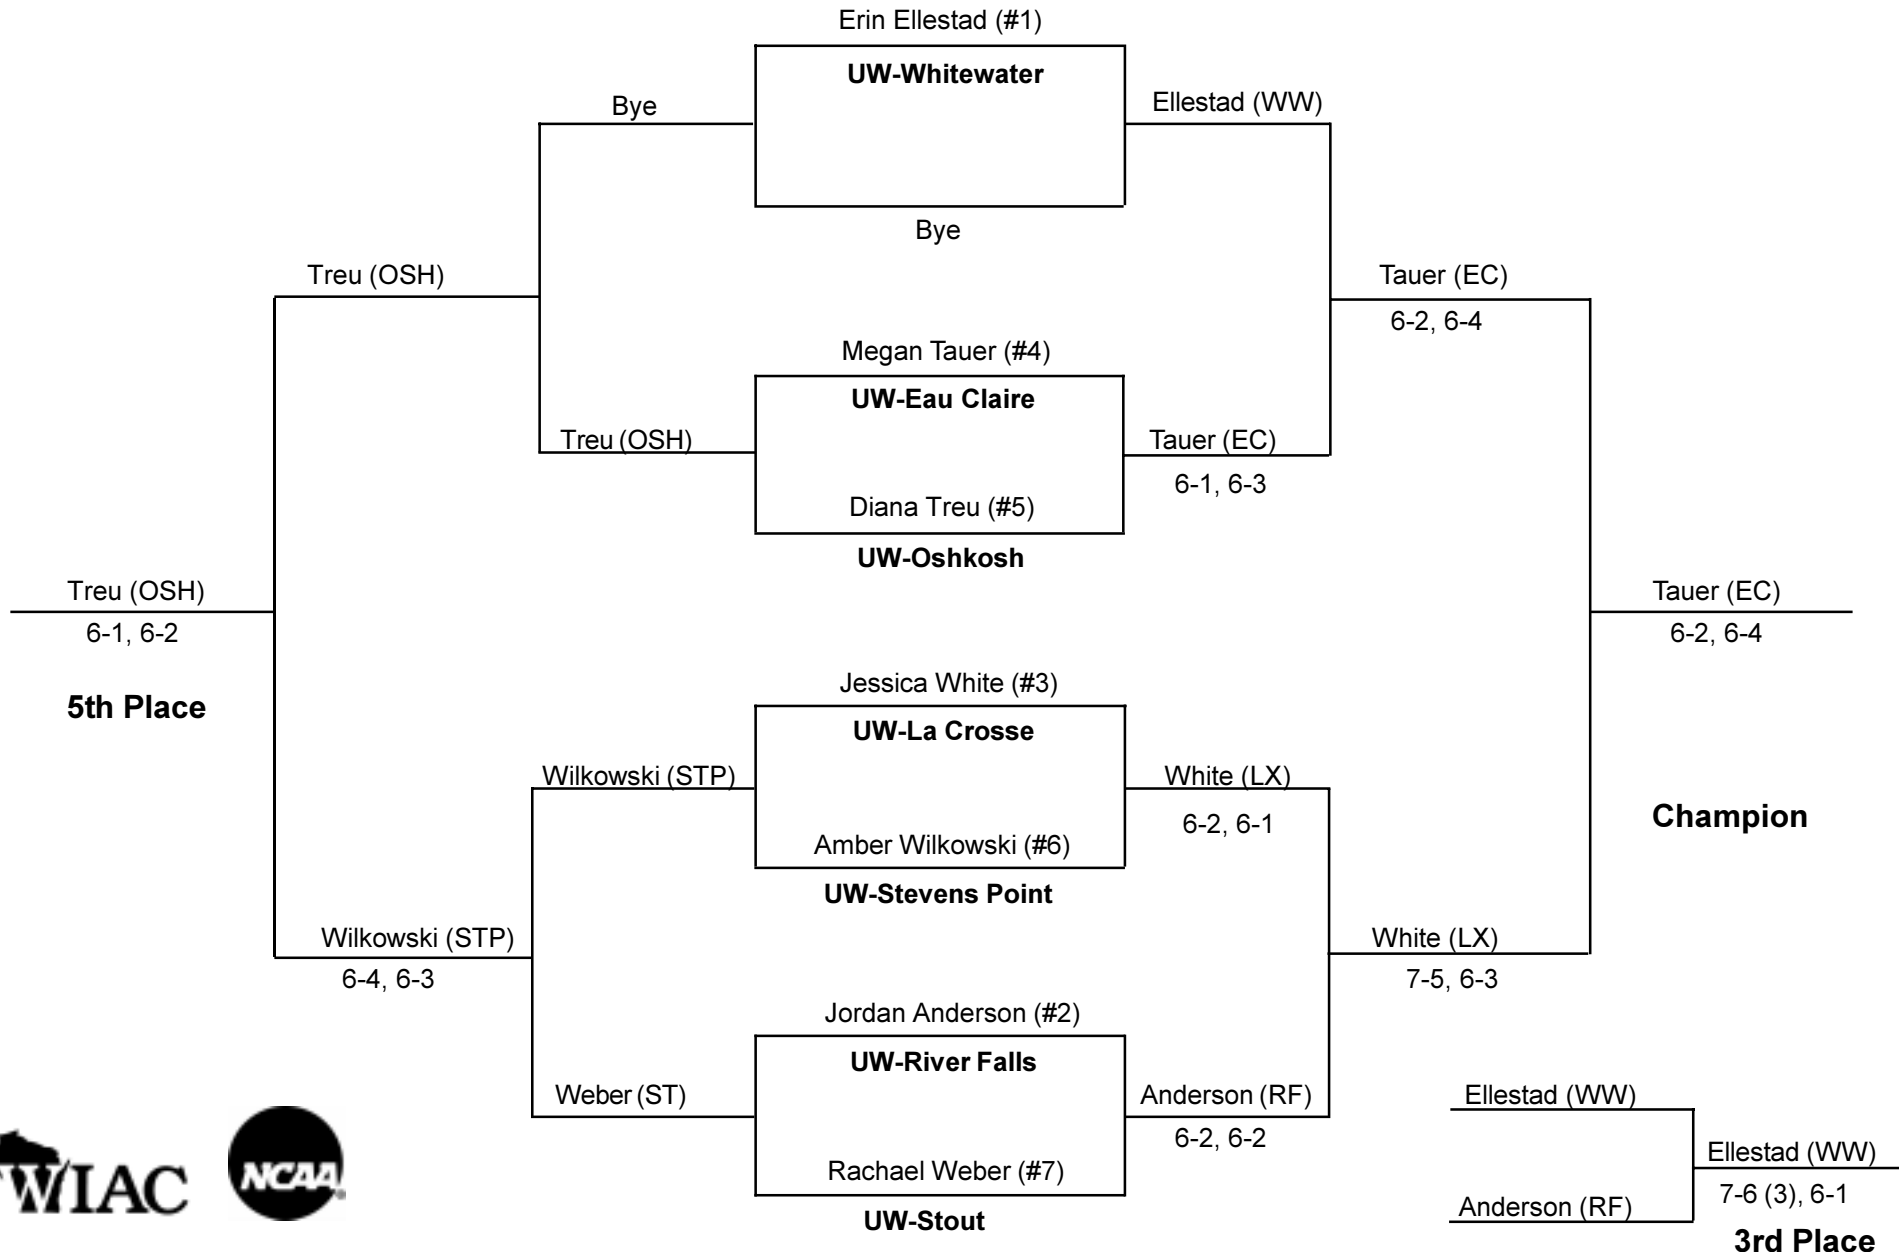 Erin Ellestad (#1)
UW-Whitewater
Bye
Ellestad (WW)
Bye
Treu (OSH)
Tauer (EC)
6-2, 6-4
Megan Tauer (#4)
UW-Eau Claire
Treu (OSH)
Tauer (EC)
6-1, 6-3
Diana Treu (#5)
UW-Oshkosh
Treu (OSH)
6-1, 6-2
5th Place
Tauer (EC)
6-2, 6-4
Champion
Jessica White (#3)
UW-La Crosse
Wilkowski (STP)
White (LX)
6-2, 6-1
Amber Wilkowski (#6)
UW-Stevens Point
Wilkowski (STP)
6-4, 6-3
White (LX)
7-5, 6-3
Jordan Anderson (#2)
UW-River Falls
Weber (ST)
Anderson (RF)
6-2, 6-2
Rachael Weber (#7)
UW-Stout
Ellestad (WW)
Ellestad (WW)
7-6 (3), 6-1
Anderson (RF)
3rd Place
WIAC
NCAA